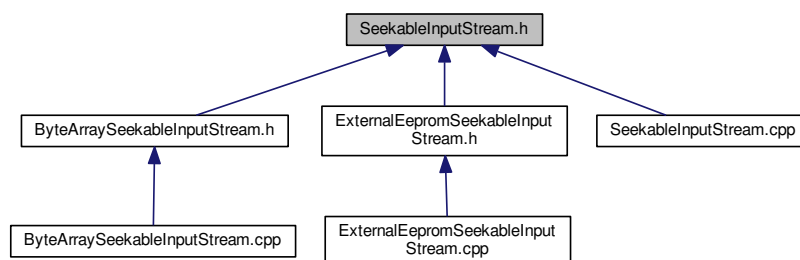 SeekableInputStream.h
ByteArraySeekableInputStream.h
ExternalEepromSeekableInput
Stream.h
SeekableInputStream.cpp
ByteArraySeekableInputStream.cpp
ExternalEepromSeekableInput
Stream.cpp